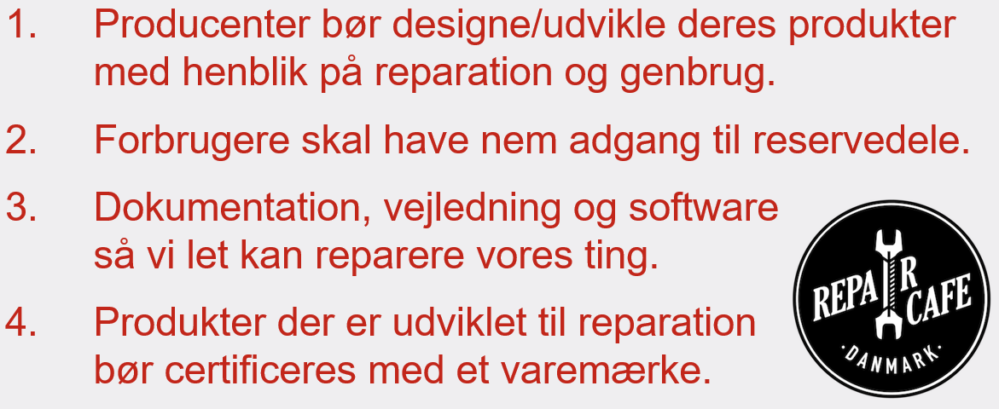 1. Producenter bør designe/udvikle deres produkter
med henblik på reparation og genbrug.
2. Forbrugere skal have nem adgang til reservedele.
3. Dokumentation, vejledning og software
så vi let kan reparere vores ting.
4. Produkter der er udviklet til reparation
bør certificeres med et varemærke.
REPAIR
CAFE
·DANMARK·